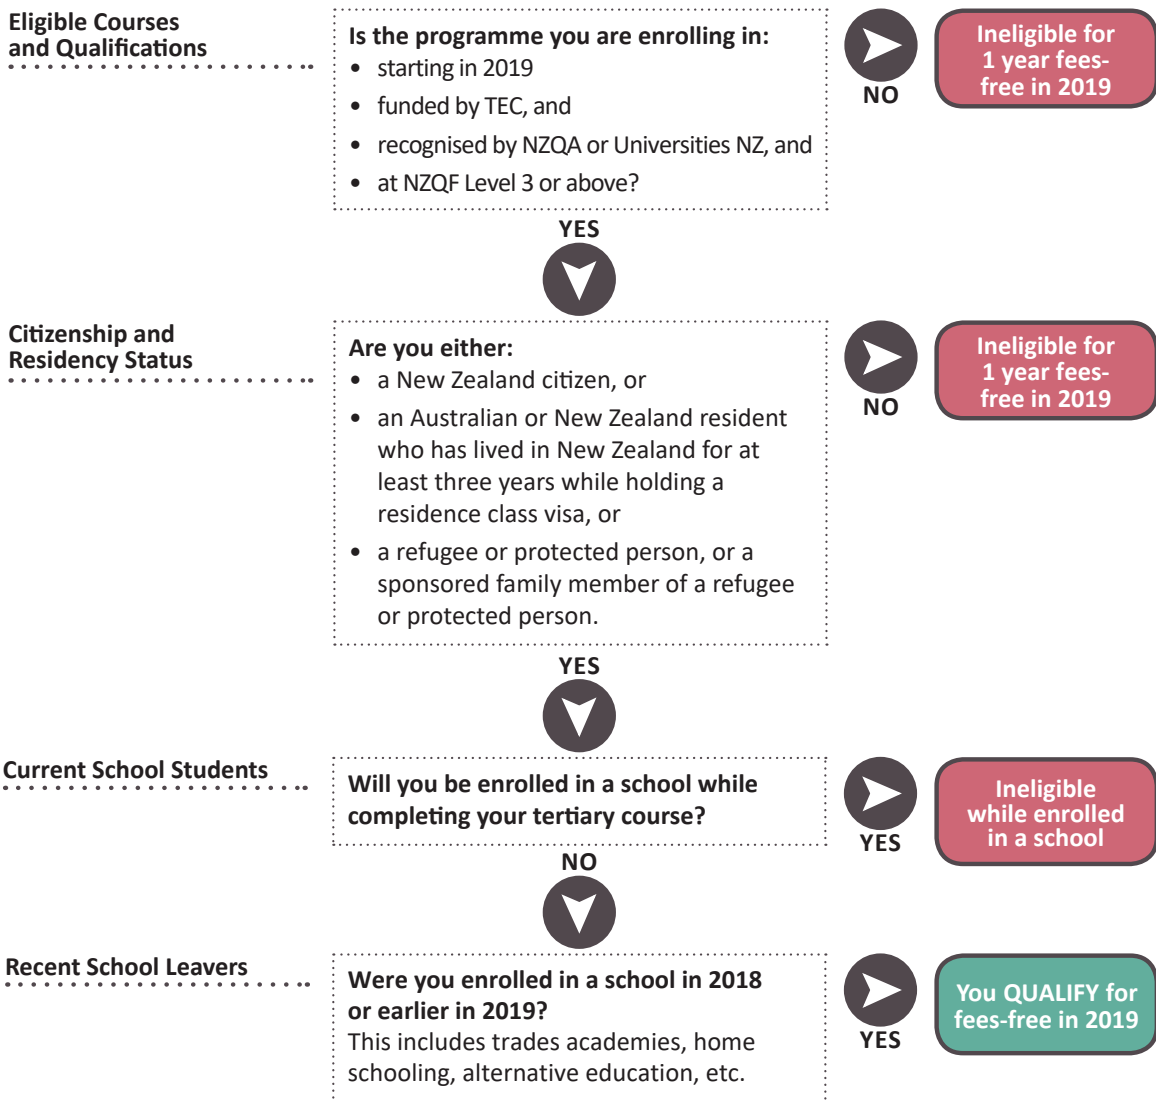 Eligible Courses
and Qualifications
Is the programme you are enrolling in:
• starting in 2019
• funded by TEC, and
• recognised by NZQA or Universities NZ, and
• at NZQF Level 3 or above?
NO
Ineligible for
1 year fees-
free in 2019
YES
Citizenship and
Residency Status
Are you either:
• a New Zealand citizen, or
• an Australian or New Zealand resident
who has lived in New Zealand for at
least three years while holding a
residence class visa, or
• a refugee or protected person, or a
sponsored family member of a refugee
or protected person.
NO
Ineligible for
1 year fees-
free in 2019
YES
Current School Students
Will you be enrolled in a school while
completing your tertiary course?
YES
Ineligible
while enrolled
in a school
NO
Recent School Leavers
Were you enrolled in a school in 2018
or earlier in 2019?
This includes trades academies, home
schooling, alternative education, etc.
YES
You QUALIFY for
fees-free in 2019